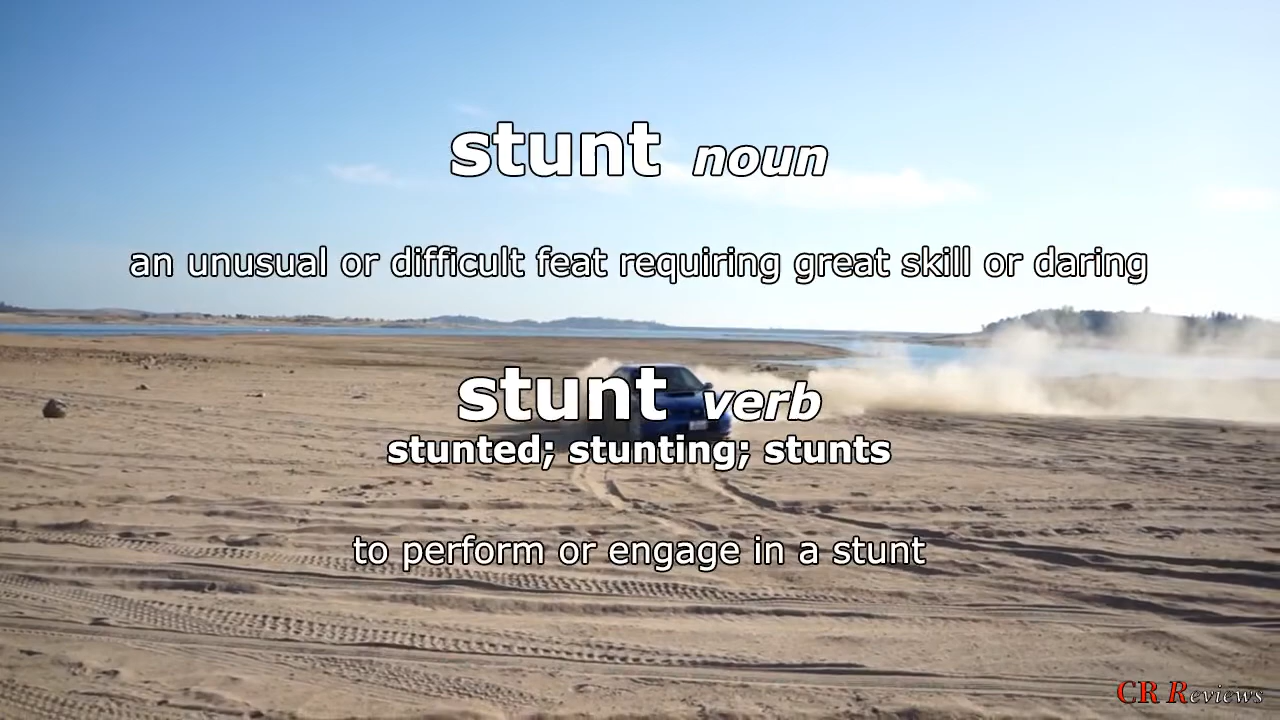 stunt noun
an unusual or difficult feat requiring great skill or daring
stunt verb
stunted; stunting; stunts
to perform or engage in a stunt
CR Reviews